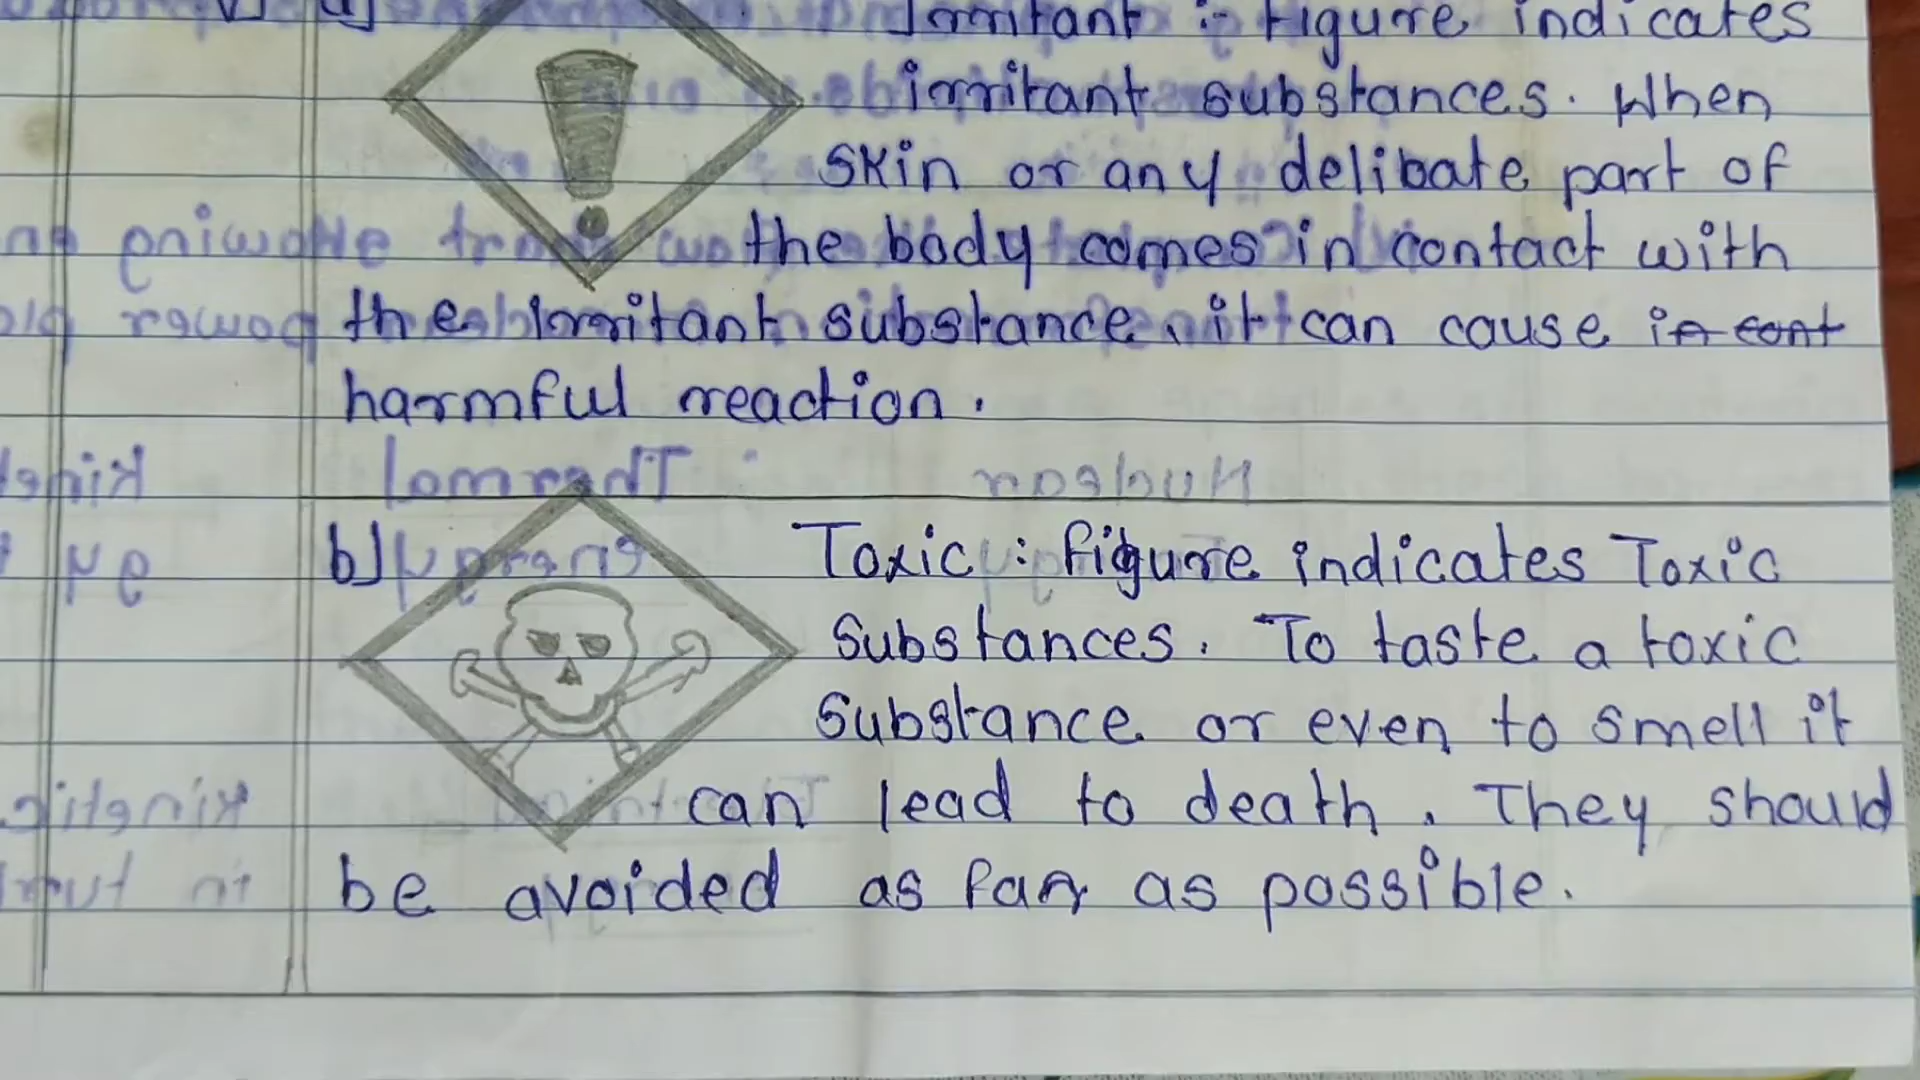 a] Irritant :- Figure indicates
irritant substances. When
skin or any delibate part of
the body comes in contact with
the irritant substance, it can cause in cont
harmful reaction.
b] Toxic : figure indicates Toxic
Substances. To taste a toxic
Substance or even to smell it
can lead to death. They should
be avoided as far as possible.